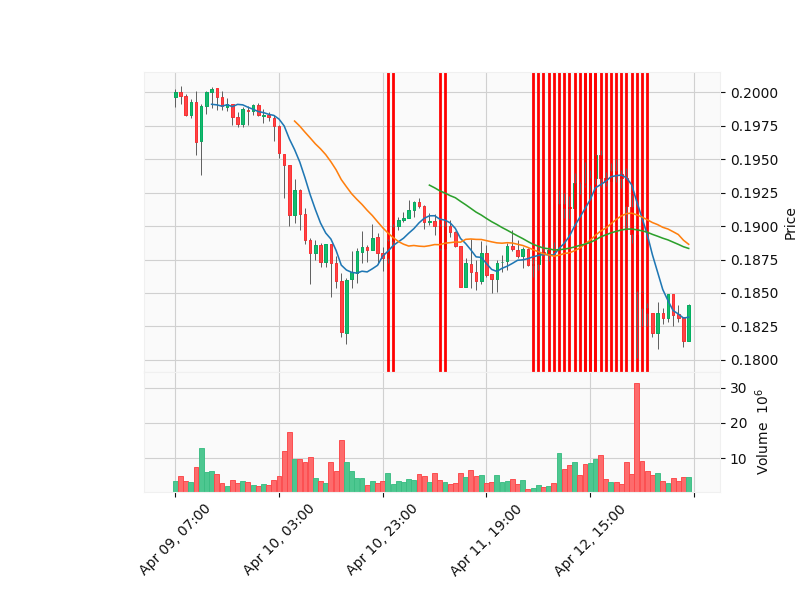 0.2000
0.1975
0.1950
0.1925
0.1900
0.1875
0.1850
0.1825
0.1800
Price
30
20
10
Volume 10⁶
Apr 09, 07:00
Apr 10, 03:00
Apr 10, 23:00
Apr 11, 19:00
Apr 12, 15:00